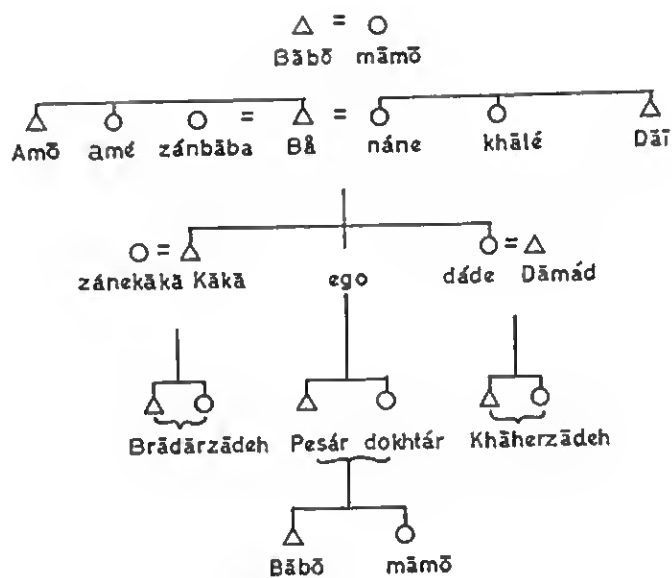 Bābō māmō
Amō amé zánbāba Bå náne khālé Dāī
zánekākā Kākā ego dáde Dāmád
Brādārzādeh Pesár dokhtár Khāherzādeh
Bābō māmō